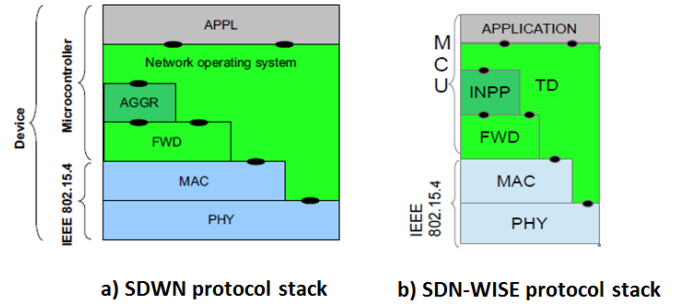 Device
Microcontroller
IEEE 802.15.4
APPL
Network operating system
AGGR
FWD
MAC
PHY
a) SDWN protocol stack
M
C
U
IEEE
802.15.4
APPLICATION
TD
INPP
FWD
MAC
PHY
b) SDN-WISE protocol stack